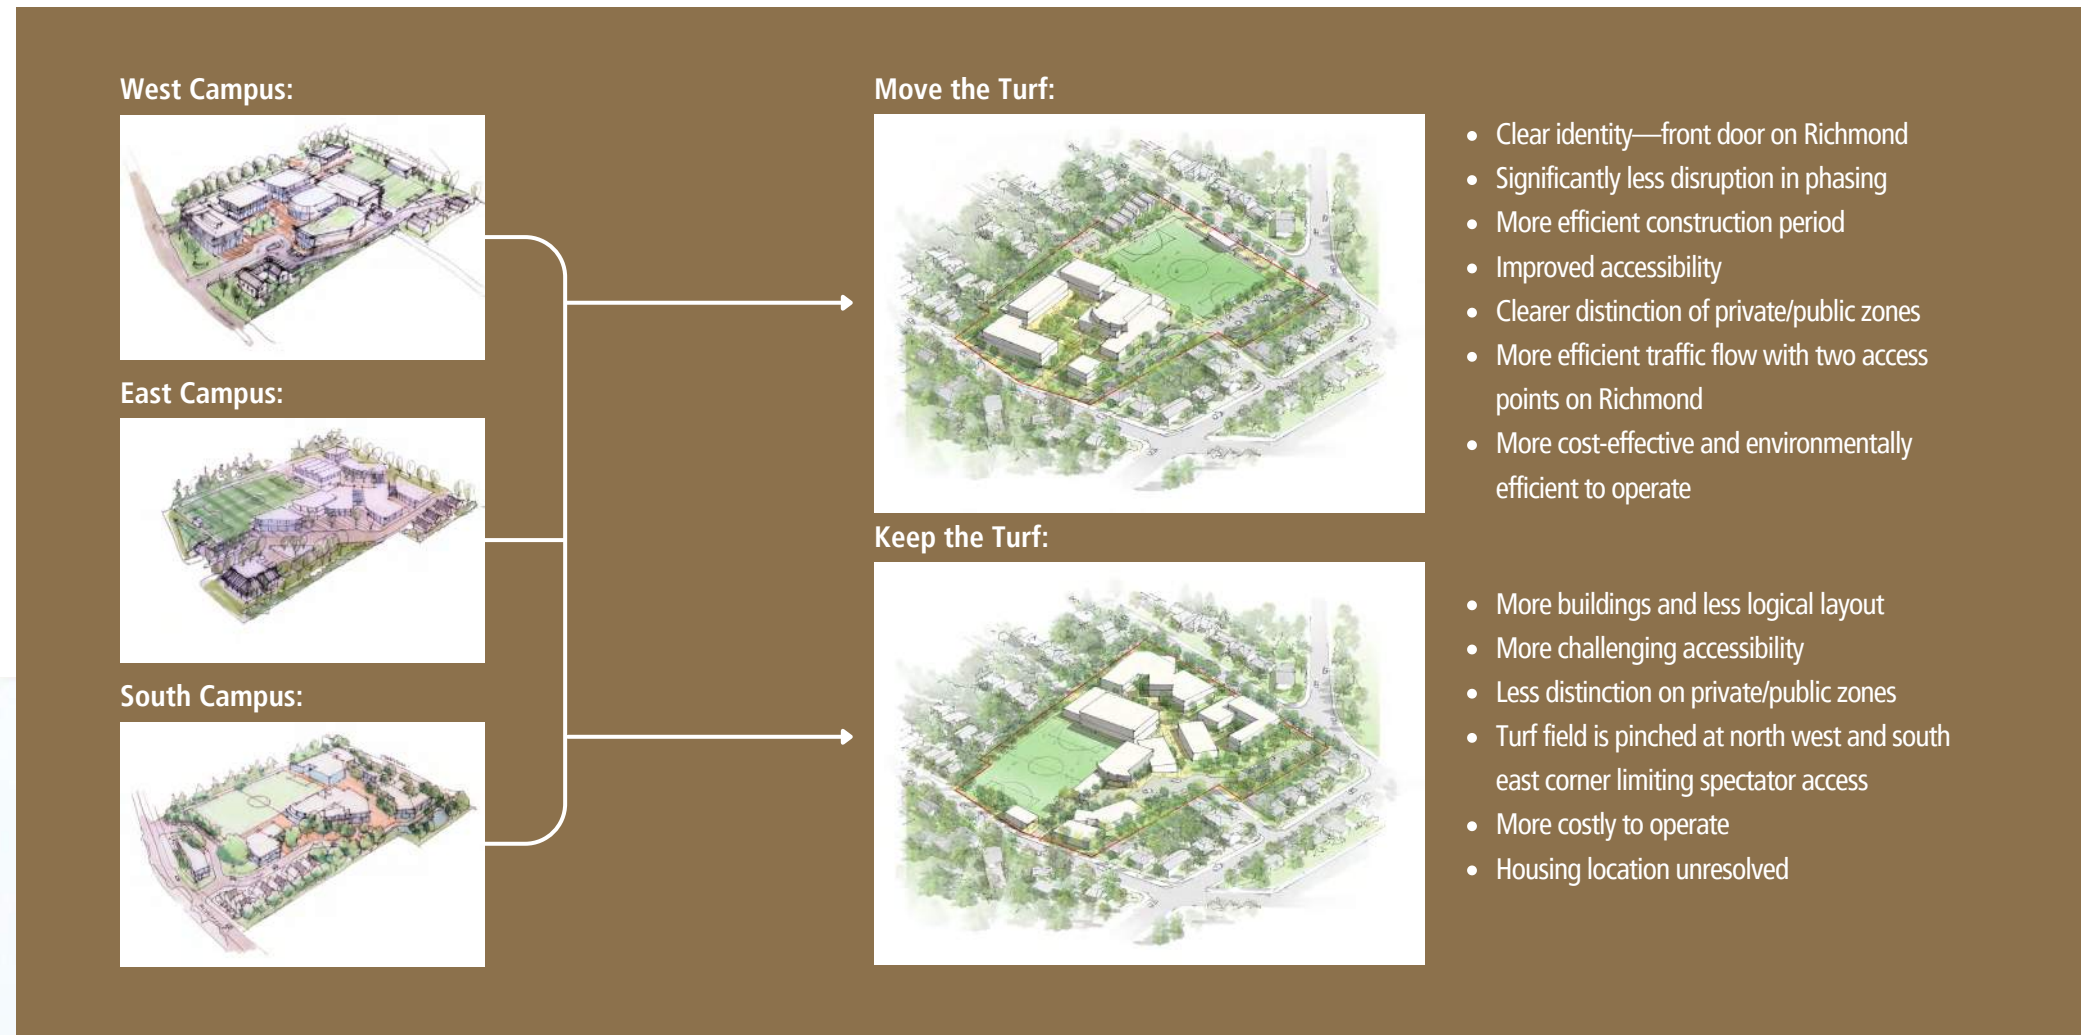 West Campus:
East Campus:
South Campus:
Move the Turf:
• Clear identity—front door on Richmond
• Significantly less disruption in phasing
• More efficient construction period
• Improved accessibility
• Clearer distinction of private/public zones
• More efficient traffic flow with two access
points on Richmond
• More cost-effective and environmentally
efficient to operate
Keep the Turf:
• More buildings and less logical layout
• More challenging accessibility
• Less distinction on private/public zones
• Turf field is pinched at north west and south
east corner limiting spectator access
• More costly to operate
• Housing location unresolved